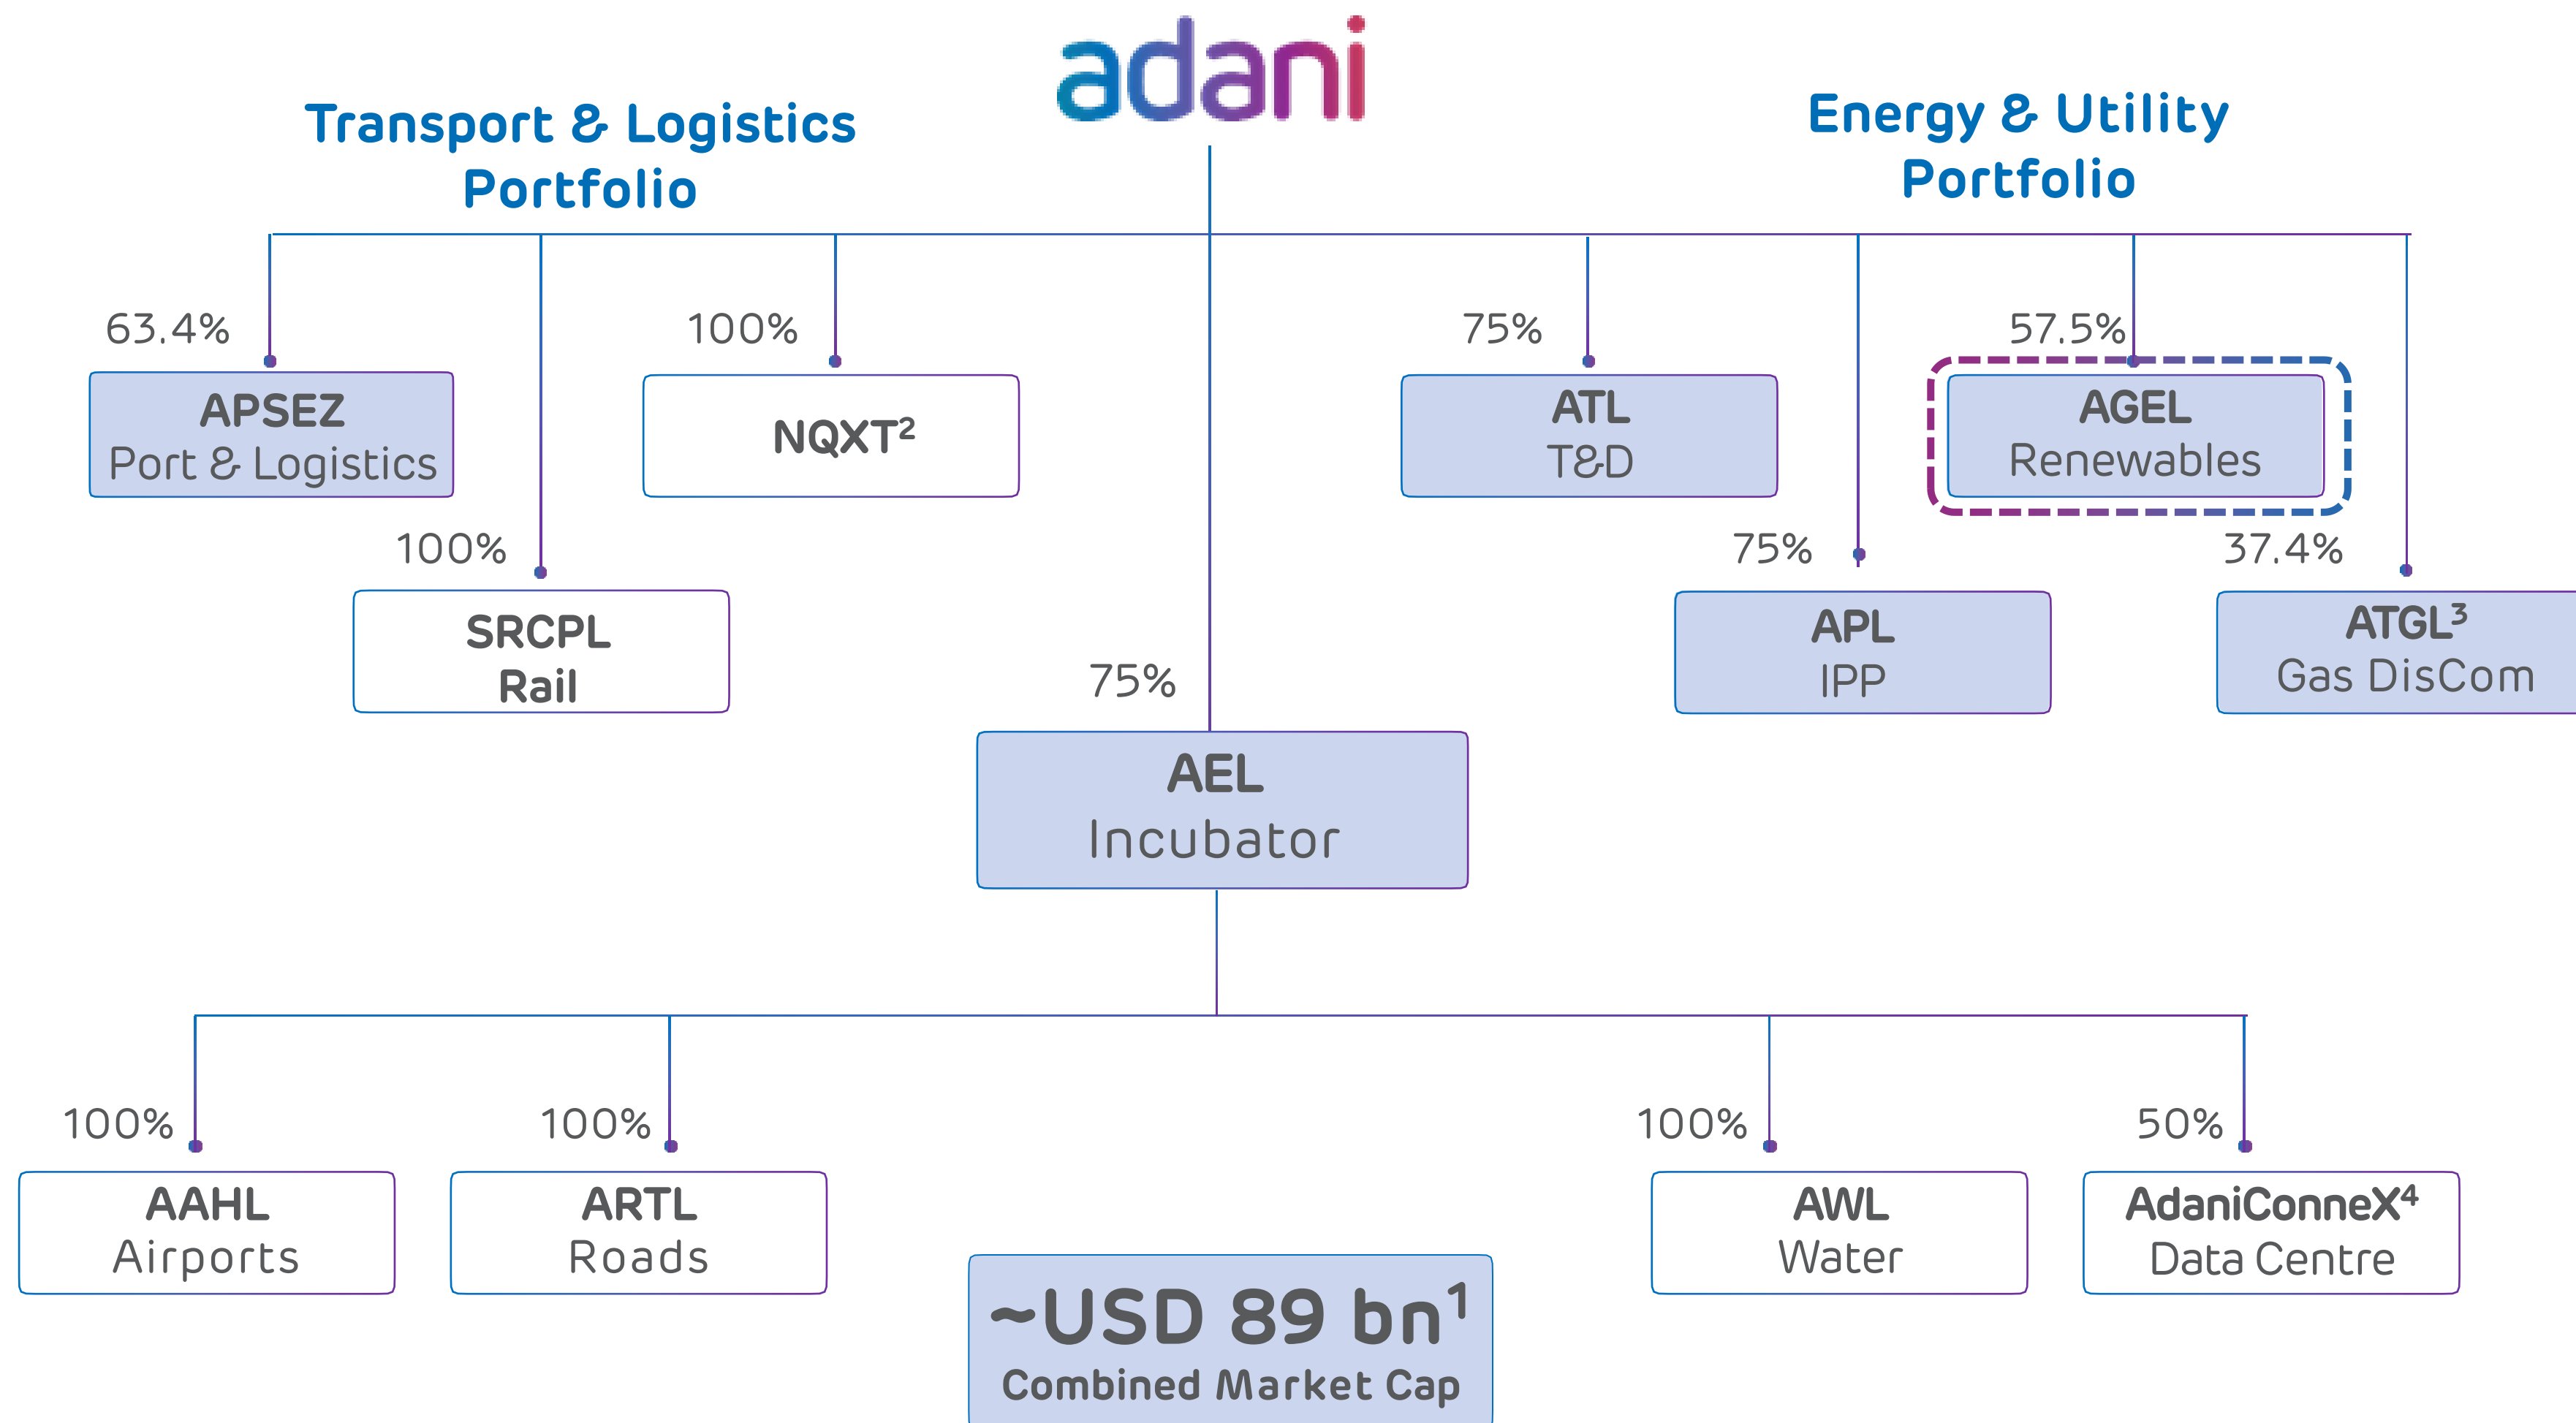 adani
Transport & Logistics
Portfolio
Energy & Utility
Portfolio
63.4%
100%
75%
57.5%
APSEZ
Port & Logistics
NQXT²
ATL
T&D
AGEL
Renewables
100%
75%
37.4%
SRCPL
Rail
APL
IPP
ATGL³
Gas DisCom
75%
AEL
Incubator
100%
100%
100%
50%
AAHL
Airports
ARTL
Roads
AWL
Water
AdaniConneX⁴
Data Centre
~USD 89 bn¹
Combined Market Cap